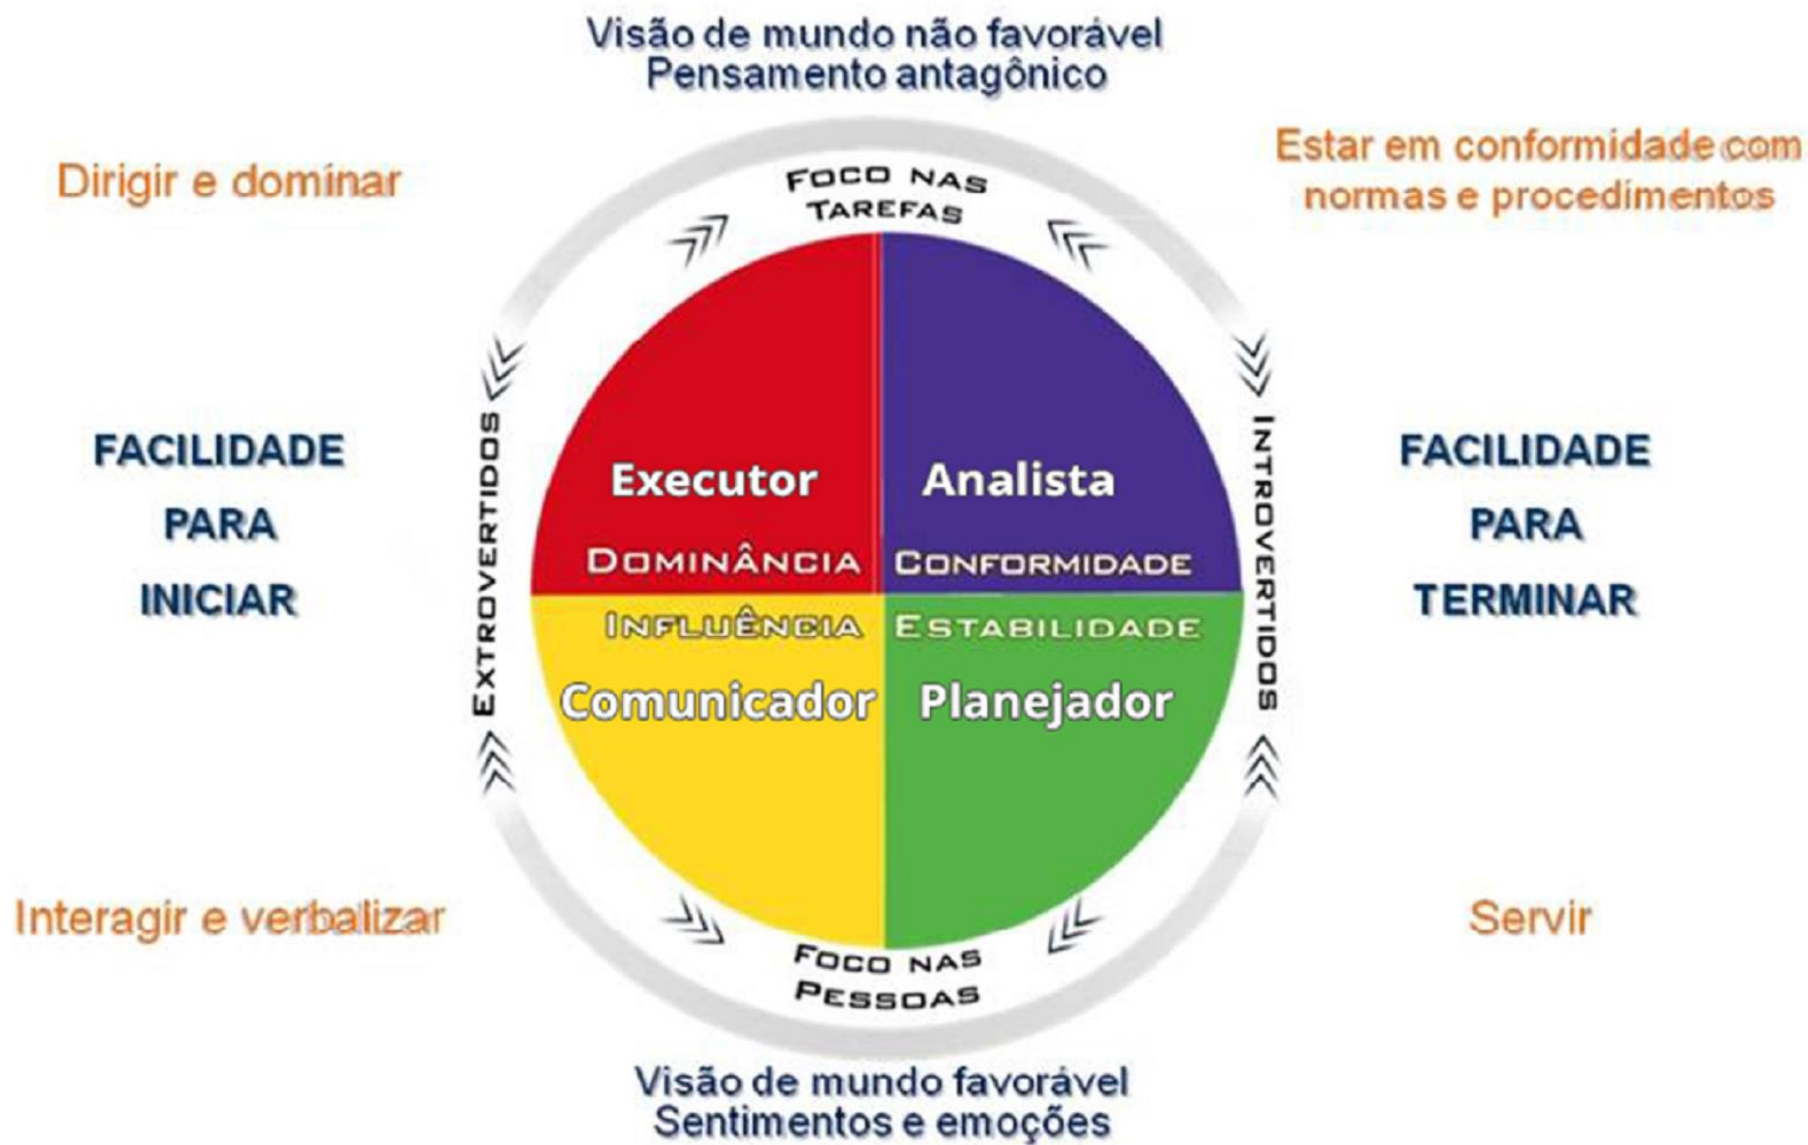 Visão de mundo não favorável
Pensamento antagônico
Dirigir e dominar
Estar em conformidade com
normas e procedimentos
FOCO NAS
TAREFAS
FACILIDADE
PARA
INICIAR
EXTROVERTIDOS
Executor
DOMINÂNCIA
Analista
CONFORMIDADE
INFLUÊNCIA
Comunicador
ESTABILIDADE
Planejador
INTROVERTIDOS
FACILIDADE
PARA
TERMINAR
Interagir e verbalizar
Servir
FOCO NAS
PESSOAS
Visão de mundo favorável
Sentimentos e emoções